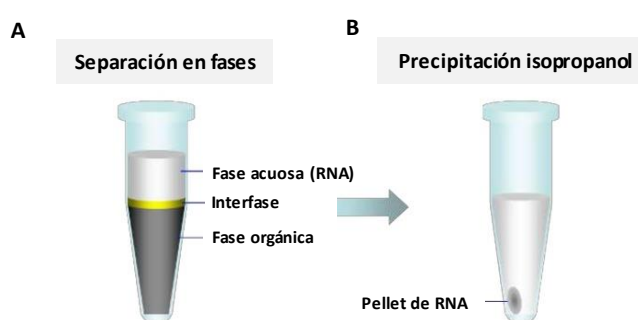 A
Separación en fases
Fase acuosa (RNA)
Interfase
Fase orgánica
B
Precipitación isopropanol
Pellet de RNA